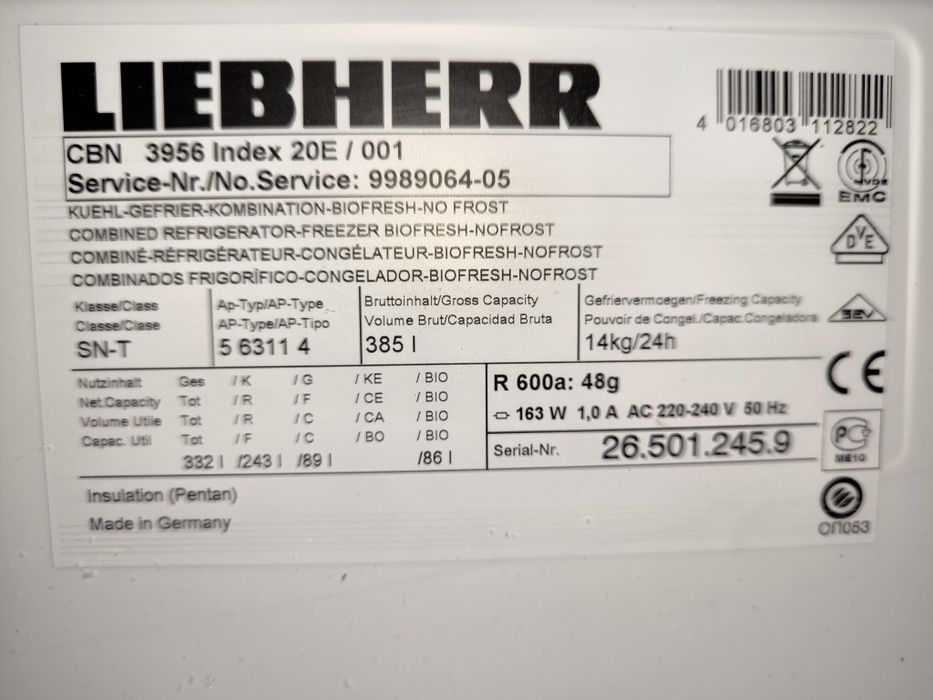 LIEBHERR
4 016803 112822
CBN 3956 Index 20E / 001
Service-Nr./No.Service: 9989064-05
VDE
EMC
KUEHL-GEFRIER-KOMBINATION-BIOFRESH-NO FROST
COMBINED REFRIGERATOR-FREEZER BIOFRESH-NOFROST
COMBINÉ-RÉFRIGÉRATEUR-CONGÉLATEUR-BIOFRESH-NOFROST
COMBINADOS FRIGORÍFICO-CONGELADOR-BIOFRESH-NOFROST
DVE
Klasse/Class
Classe/Clase
SN-T
Ap-Typ/AP-Type
AP-Type/AP-Tipo
5 6311 4
Bruttoinhalt/Gross Capacity
Volume Brut/Capacidad Bruta
385 l
Gefriervermoegen/Freezing Capacity
Pouvoir de Congel./Capac.Congeladora
14kg/24h
SEV
Nutzinhalt Ges / K / G / KE / BIO
Net.Capacity Tot / R / F / CE / BIO
Volume Utile Tot / R / C / CA / BIO
Capac. Util Tot / F / C / BO / BIO
332 l /243 l /89 l /86 l
R 600a: 48g
163 W 1,0 A AC 220-240 V 50 Hz
Serial-Nr. 26.501.245.9
CE
PC
ME10
Insulation (Pentan)
Made in Germany
ОП053